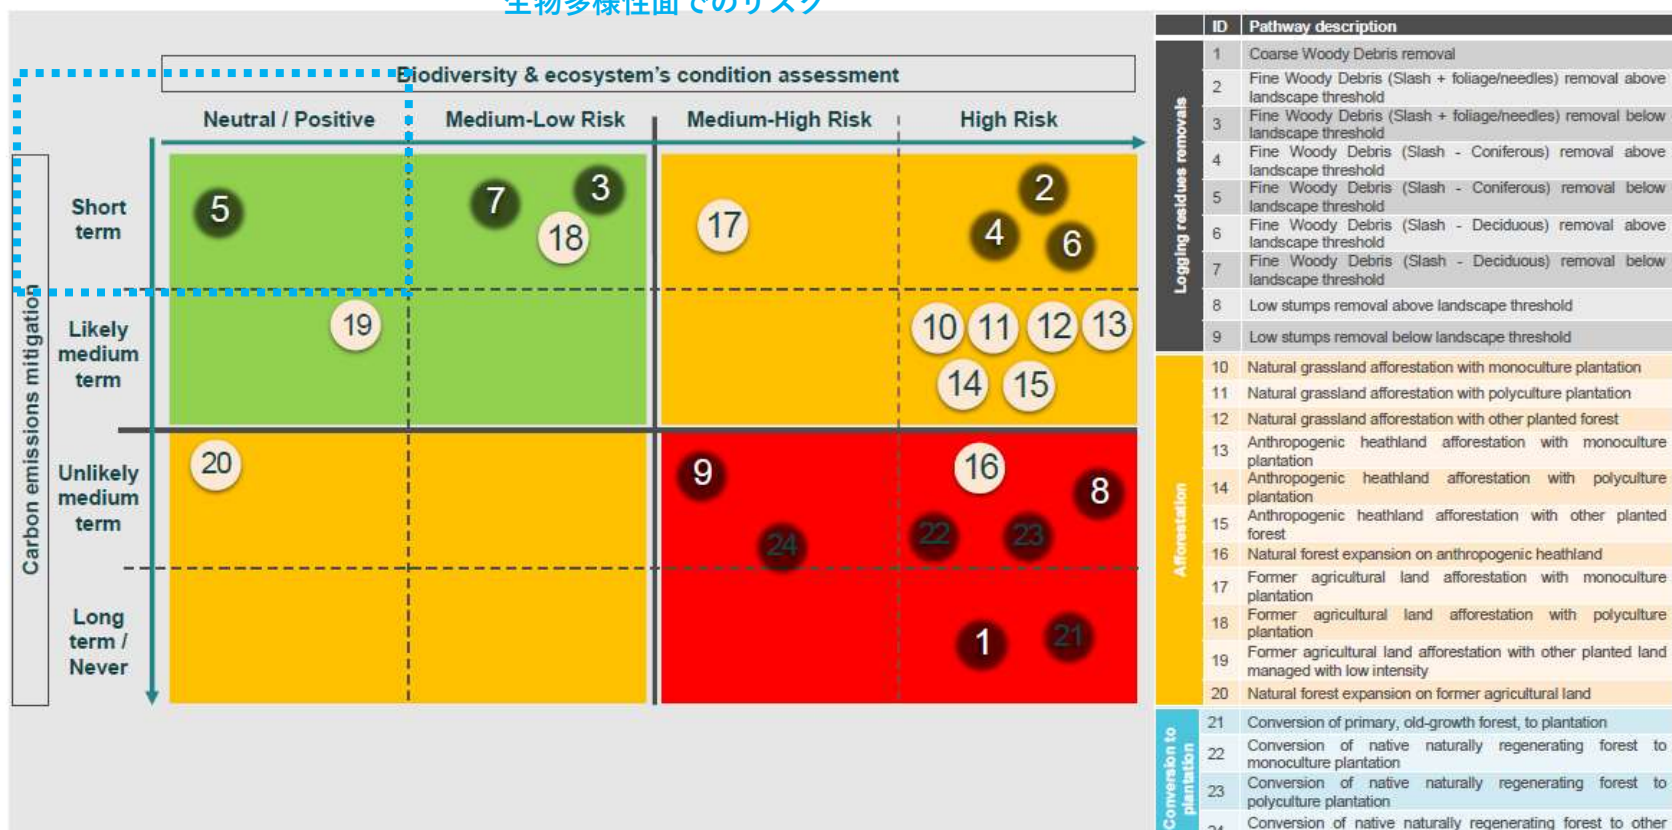 生物多様性面でのリスク
Biodiversity & ecosystem's condition assessment
Neutral / Positive
Medium-Low Risk
Medium-High Risk
High Risk
Carbon emissions mitigation
Short
term
Likely
medium
term
Unlikely
medium
term
Long
term /
Never
5
7
3
18
17
2
4
6
19
10
11
12
13
14
15
20
9
16
8
24
22
23
1
21
ID Pathway description
Logging residues removals
1 Coarse Woody Debris removal
2 Fine Woody Debris (Slash + foliage/needles) removal above
landscape threshold
3 Fine Woody Debris (Slash + foliage/needles) removal below
landscape threshold
4 Fine Woody Debris (Slash - Coniferous) removal above
landscape threshold
5 Fine Woody Debris (Slash - Coniferous) removal below
landscape threshold
6 Fine Woody Debris (Slash - Deciduous) removal above
landscape threshold
7 Fine Woody Debris (Slash - Deciduous) removal below
landscape threshold
8 Low stumps removal above landscape threshold
9 Low stumps removal below landscape threshold
Afforestation
10 Natural grassland afforestation with monoculture plantation
11 Natural grassland afforestation with polyculture plantation
12 Natural grassland afforestation with other planted forest
13 Anthropogenic heathland afforestation with monoculture
plantation
14 Anthropogenic heathland afforestation with polyculture
plantation
15 Anthropogenic heathland afforestation with other planted
forest
16 Natural forest expansion on anthropogenic heathland
17 Former agricultural land afforestation with monoculture
plantation
18 Former agricultural land afforestation with polyculture
plantation
19 Former agricultural land afforestation with other planted land
managed with low intensity
20 Natural forest expansion on former agricultural land
Conversion to
plantation
21 Conversion of primary, old-growth forest, to plantation
22 Conversion of native naturally regenerating forest to
monoculture plantation
23 Conversion of native naturally regenerating forest to
polyculture plantation
24 Conversion of native naturally regenerating forest to other